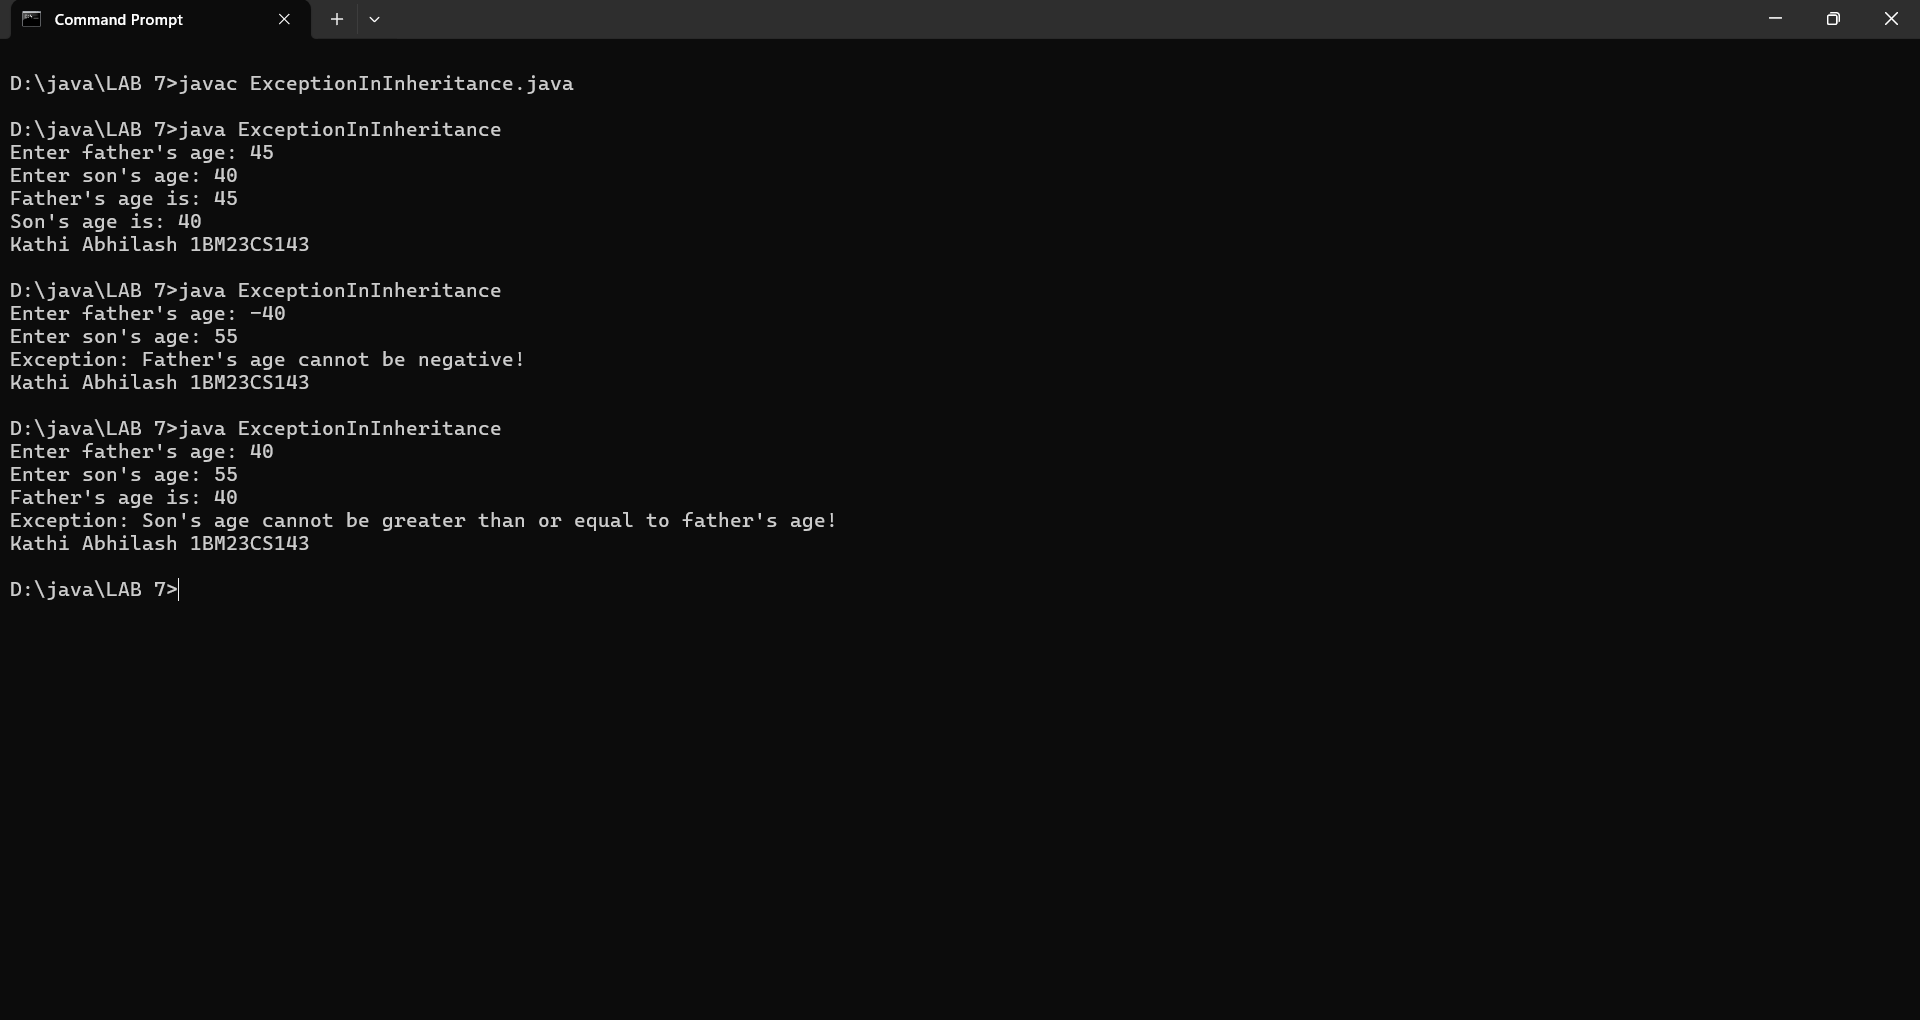 Command Prompt
D:\java\LAB 7>javac ExceptionInInheritance.java
D:\java\LAB 7>java ExceptionInInheritance
Enter father's age: 45
Enter son's age: 40
Father's age is: 45
Son's age is: 40
Kathi Abhilash 1BM23CS143
D:\java\LAB 7>java ExceptionInInheritance
Enter father's age: -40
Enter son's age: 55
Exception: Father's age cannot be negative!
Kathi Abhilash 1BM23CS143
D:\java\LAB 7>java ExceptionInInheritance
Enter father's age: 40
Enter son's age: 55
Father's age is: 40
Exception: Son's age cannot be greater than or equal to father's age!
Kathi Abhilash 1BM23CS143
D:\java\LAB 7>